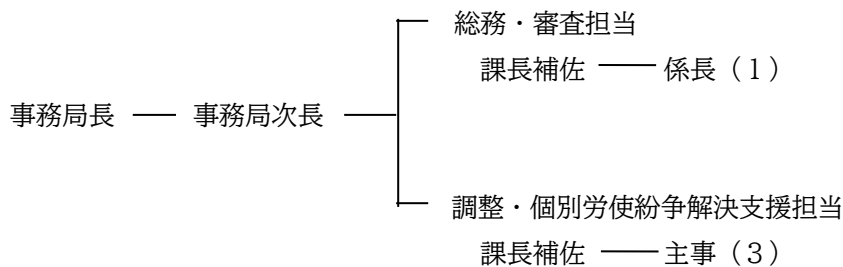 総務・審査担当
課長補佐 ―― 係長（１）
事務局長 ―― 事務局次長 ――
調整・個別労使紛争解決支援担当
課長補佐 ―― 主事（３）